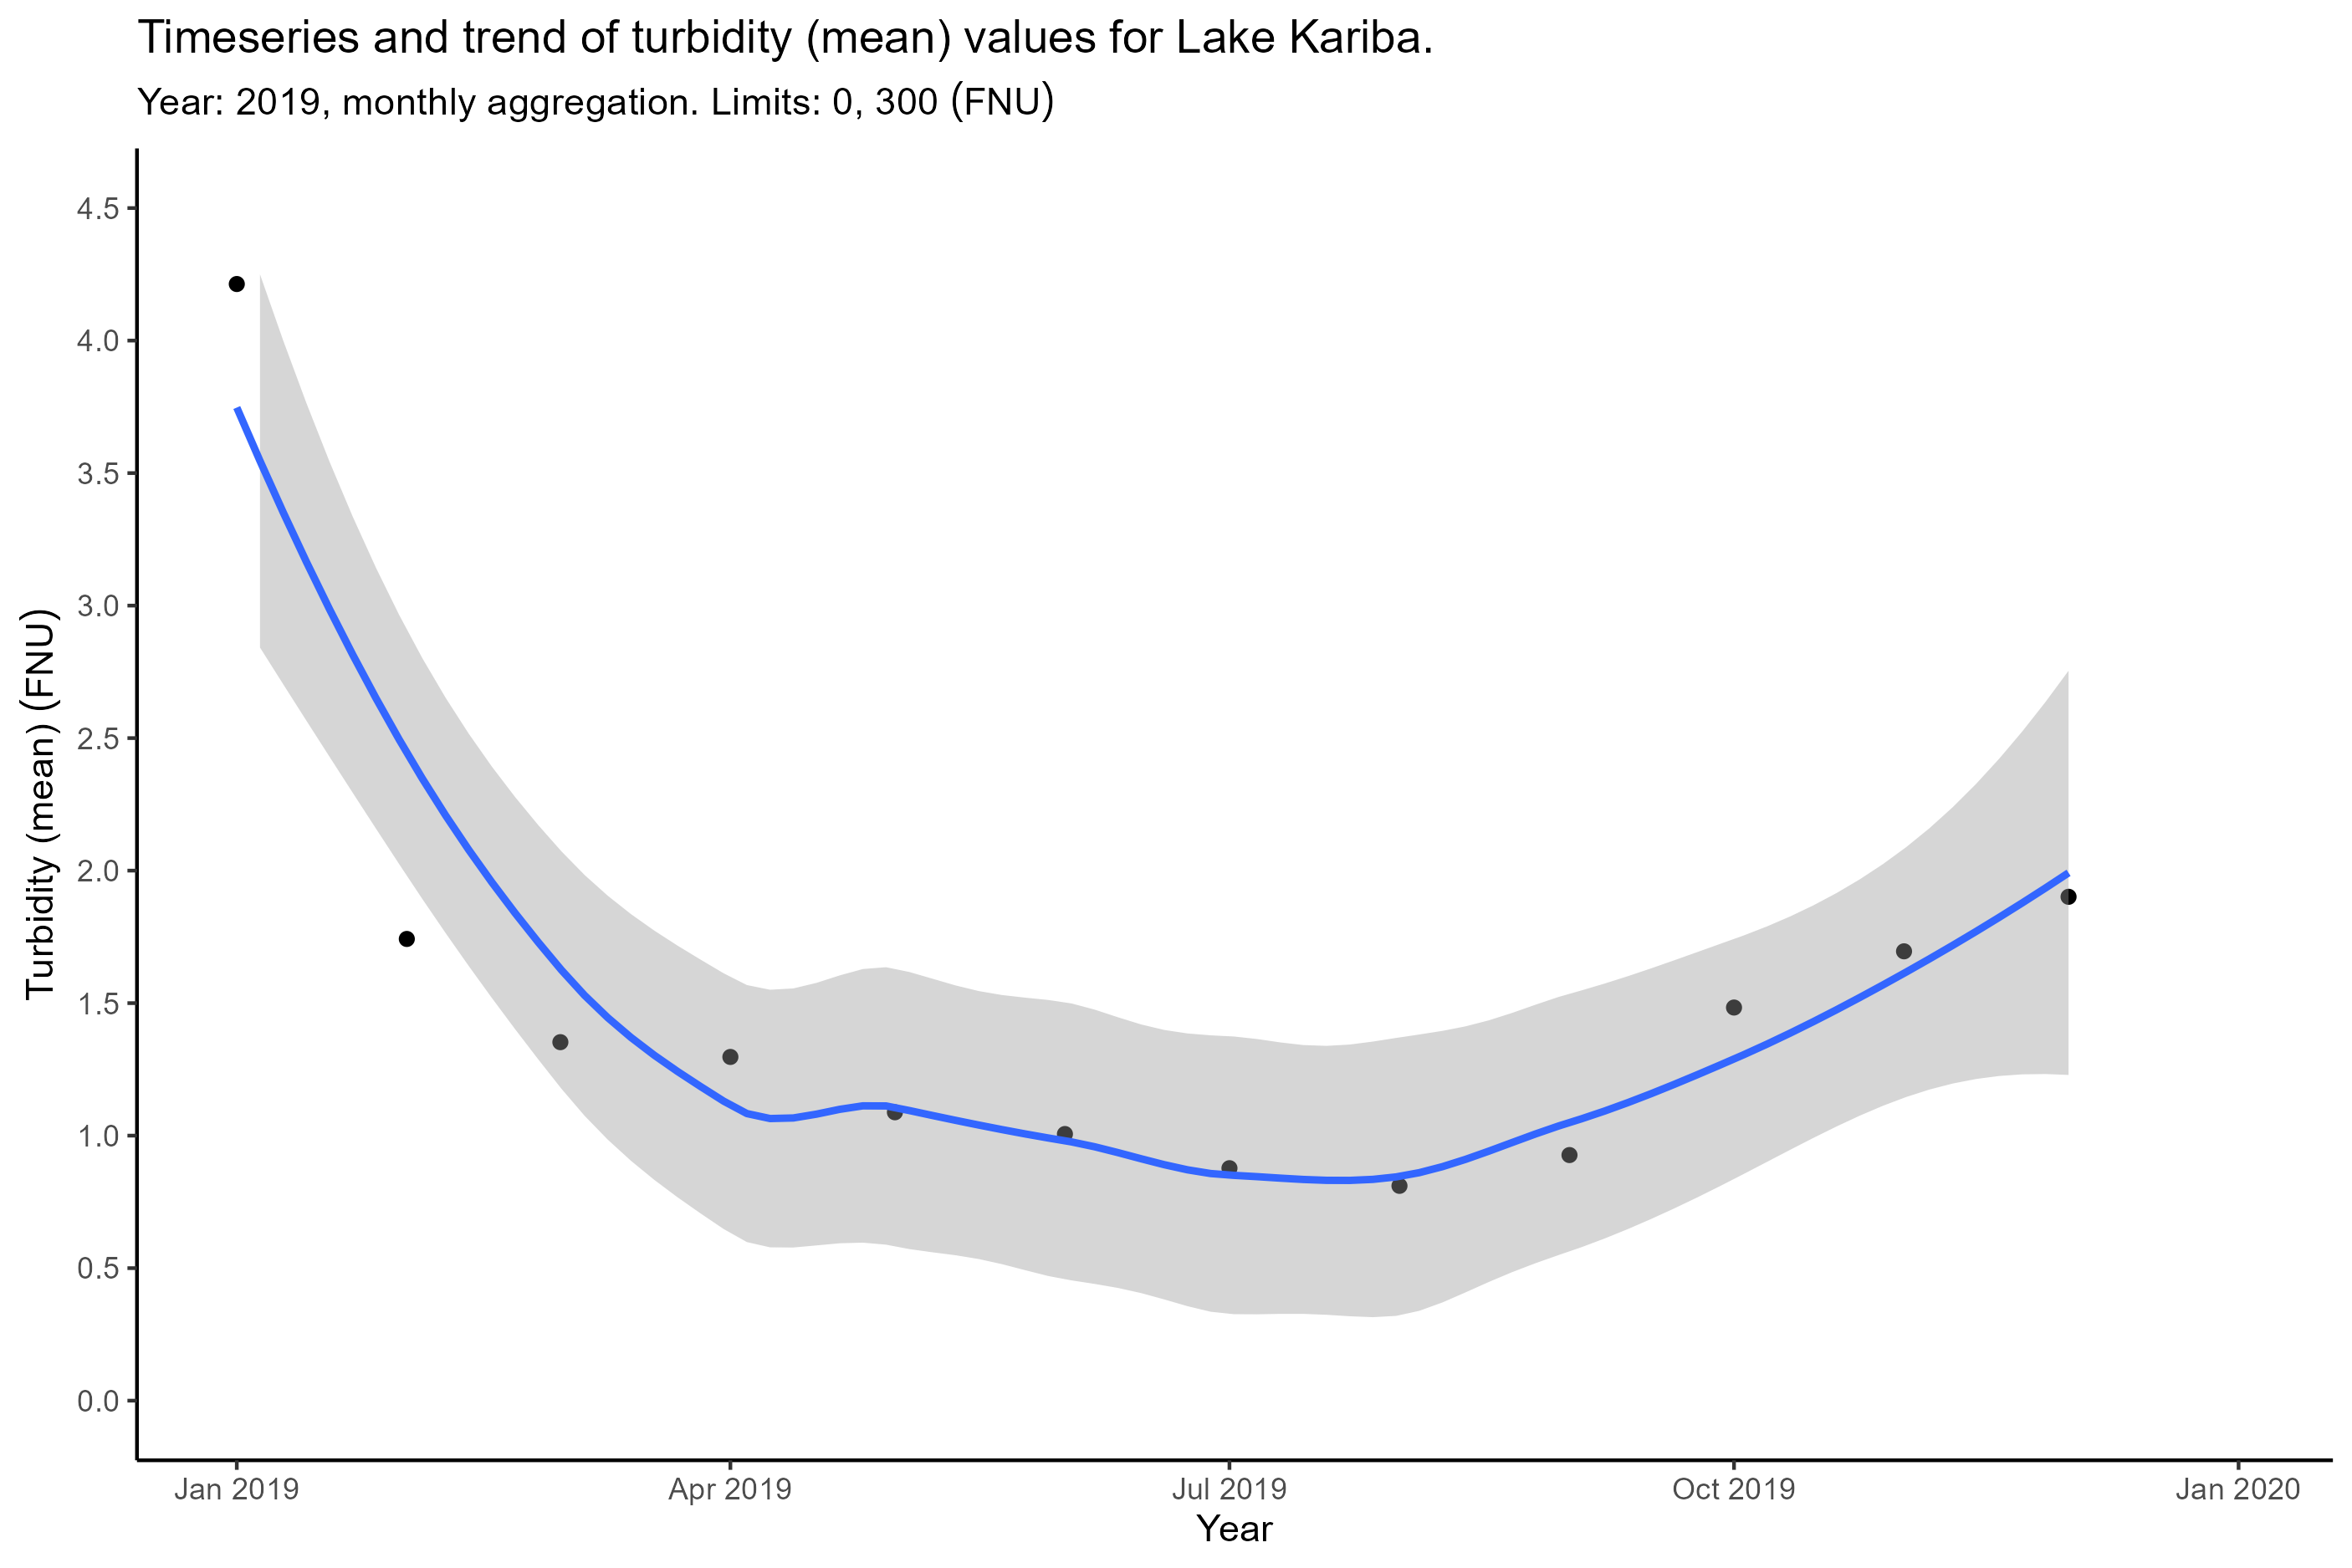 Timeseries and trend of turbidity (mean) values for Lake Kariba.
Year: 2019, monthly aggregation. Limits: 0, 300 (FNU)
Turbidity (mean) (FNU)
4.5
4.0
3.5
3.0
2.5
2.0
1.5
1.0
0.5
0.0
Jan 2019 Apr 2019 Jul 2019 Oct 2019 Jan 2020
Year